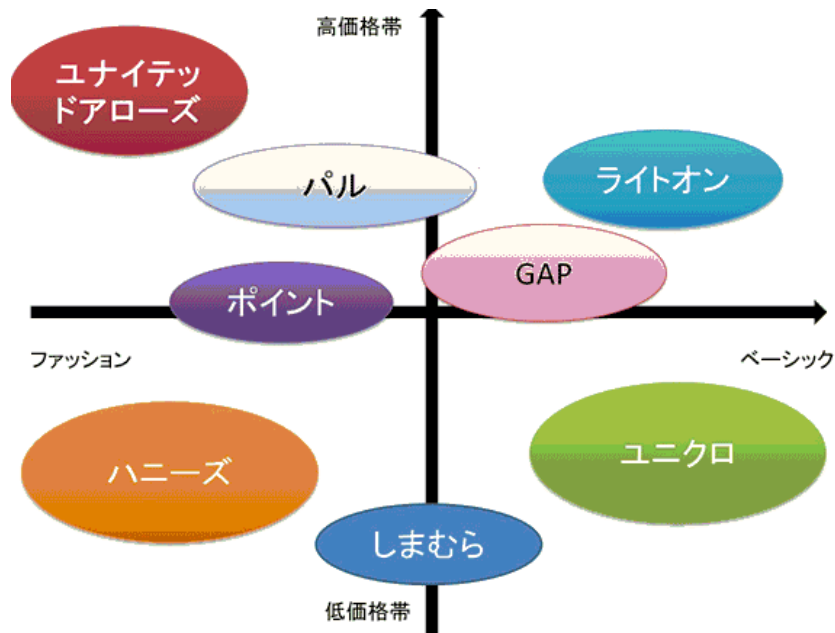 高価格帯
ユナイテッ
ドアローズ
パル
ライトオン
GAP
ポイント
ファッション
ベーシック
ハニーズ
ユニクロ
しまむら
低価格帯